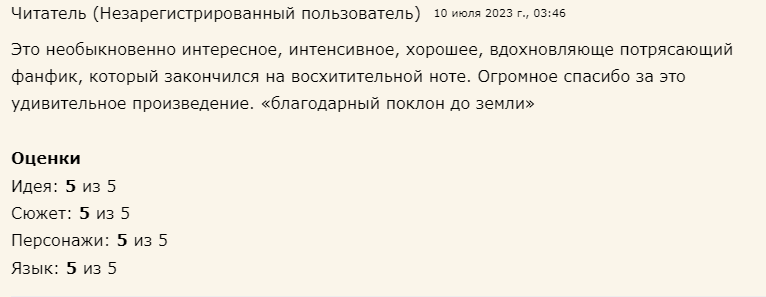 Читатель (Незарегистрированный пользователь) 10 июля 2023 г., 03:46
Это необыкновенно интересное, интенсивное, хорошее, вдохновляюще потрясающий
фанфик, который закончился на восхитительной ноте. Огромное спасибо за это
удивительное произведение. «благодарный поклон до земли»
Оценки
Идея: 5 из 5
Сюжет: 5 из 5
Персонажи: 5 из 5
Язык: 5 из 5